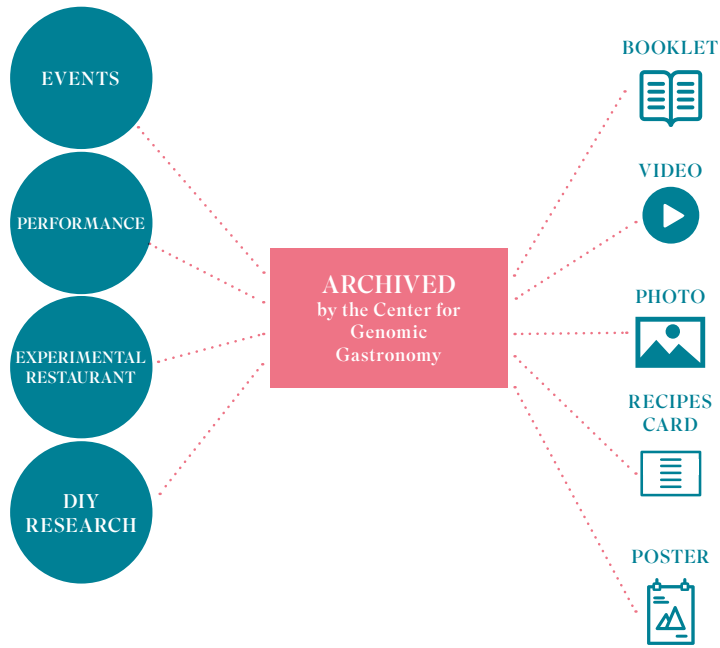 EVENTS
PERFORMANCE
EXPERIMENTAL
RESTAURANT
DIY
RESEARCH
ARCHIVED
by the Center for
Genomic
Gastronomy
BOOKLET
VIDEO
PHOTO
RECIPES
CARD
POSTER